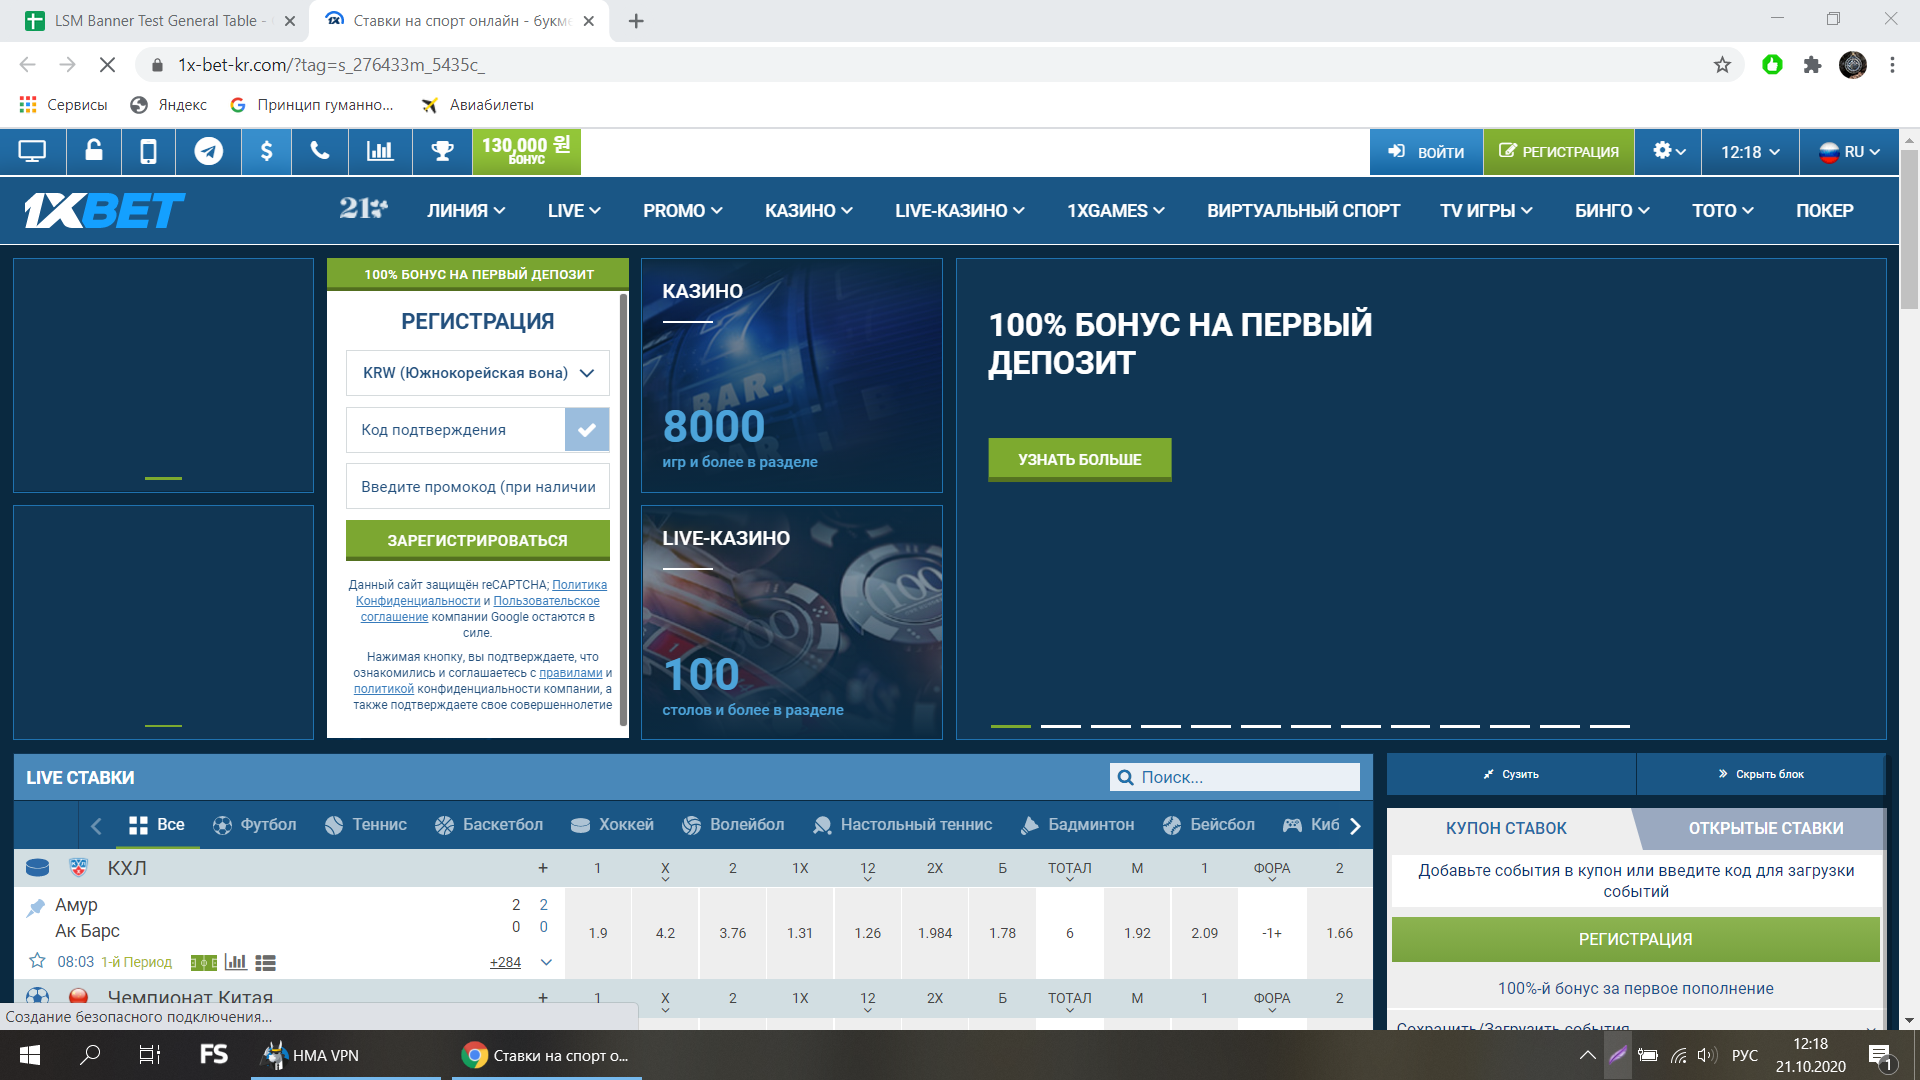 LSM Banner Test General Table -
Ставки на спорт онлайн - букм
1x-bet-kr.com/?tag=s_276433m_5435c_
Сервисы
Яндекс
Принцип гуманно...
Авиабилеты
130,000 원
БОНУС
ВОЙТИ
РЕГИСТРАЦИЯ
12:18
RU
1XBET
21
ЛИНИЯ
LIVE
PROMO
КАЗИНО
LIVE-КАЗИНО
1XGAMES
ВИРТУАЛЬНЫЙ СПОРТ
TV ИГРЫ
БИНГО
ТОТО
ПОКЕР
100% БОНУС НА ПЕРВЫЙ ДЕПОЗИТ
РЕГИСТРАЦИЯ
KRW (Южнокорейская вона)
Код подтверждения
Введите промокод (при наличии
ЗАРЕГИСТРИРОВАТЬСЯ
Данный сайт защищён reCAPTCHA; Политика
Конфиденциальности и Пользовательское
соглашение компании Google остаются в
силе.
Нажимая кнопку, вы подтверждаете, что
ознакомились и соглашаетесь с правилами и
политикой конфиденциальности компании, а
также подтверждаете свое совершеннолетие
КАЗИНО
8000
игр и более в разделе
LIVE-КАЗИНО
100
столов и более в разделе
100% БОНУС НА ПЕРВЫЙ
ДЕПОЗИТ
УЗНАТЬ БОЛЬШЕ
LIVE СТАВКИ
Поиск...
Все
Футбол
Теннис
Баскетбол
Хоккей
Волейбол
Настольный теннис
Бадминтон
Бейсбол
Киб
КХЛ + 1 X 2 1X 12 2X Б ТОТАЛ М 1 ФОРА 2
Амур 2 2
Ак Барс 0 0
1.9 4.2 3.76 1.31 1.26 1.984 1.78 6 1.92 2.09 -1+ 1.66
08:03 1-й Период +284
Чемпионат Китая + 1 X 2 1X 12 2X Б ТОТАЛ М 1 ФОРА 2
Сузить
Скрыть блок
КУПОН СТАВОК
ОТКРЫТЫЕ СТАВКИ
Добавьте события в купон или введите код для загрузки
событий
РЕГИСТРАЦИЯ
100%-й бонус за первое пополнение
Сохранить/Загрузить события
Создание безопасного подключения...
FS
HMA VPN
Ставки на спорт о...
РУС
12:18
21.10.2020
1